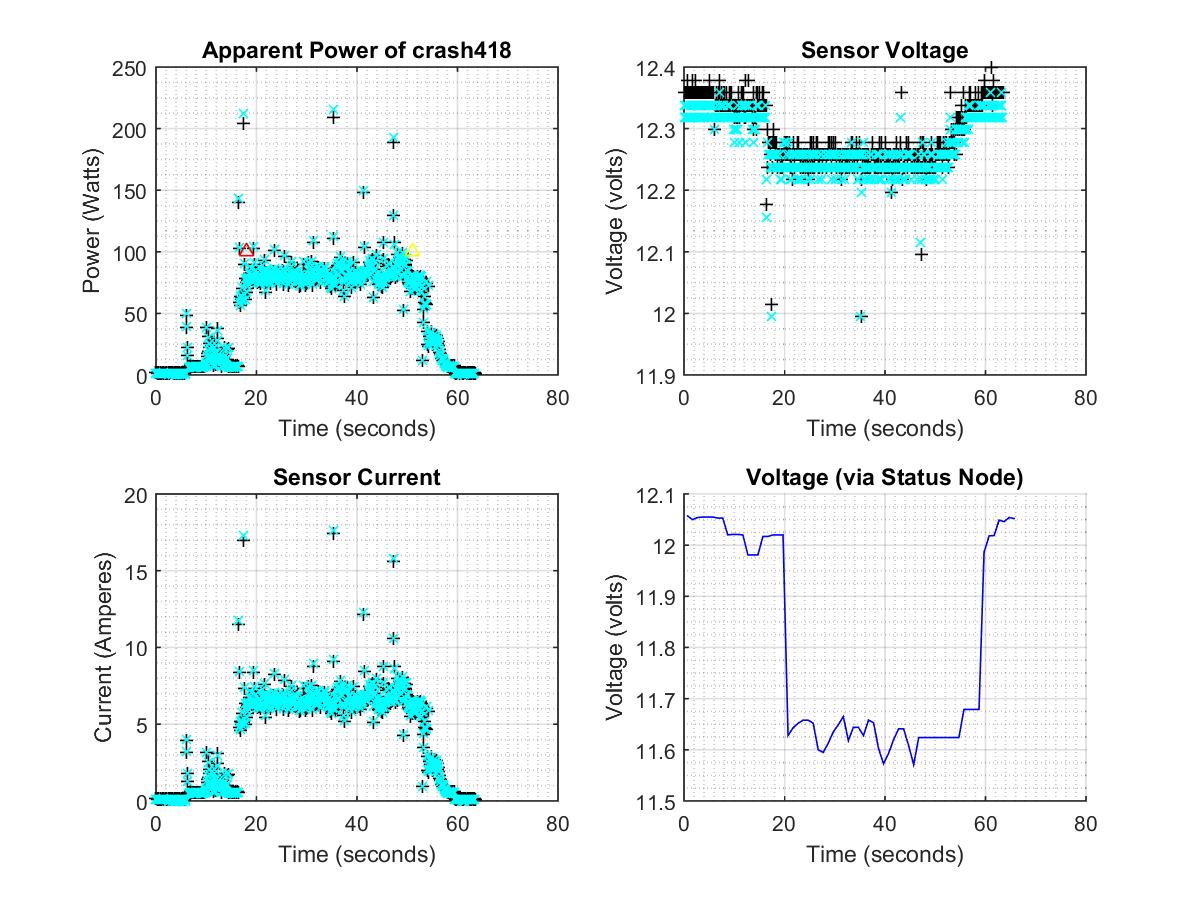 Apparent Power of crash418
250
200
150
100
50
0
Power (Watts)
0 20 40 60 80
Time (seconds)
Sensor Voltage
12.4
12.3
12.2
12.1
12
11.9
Voltage (volts)
0 20 40 60 80
Time (seconds)
Sensor Current
20
15
10
5
0
Current (Amperes)
0 20 40 60 80
Time (seconds)
Voltage (via Status Node)
12.1
12
11.9
11.8
11.7
11.6
11.5
Voltage (volts)
0 20 40 60 80
Time (seconds)